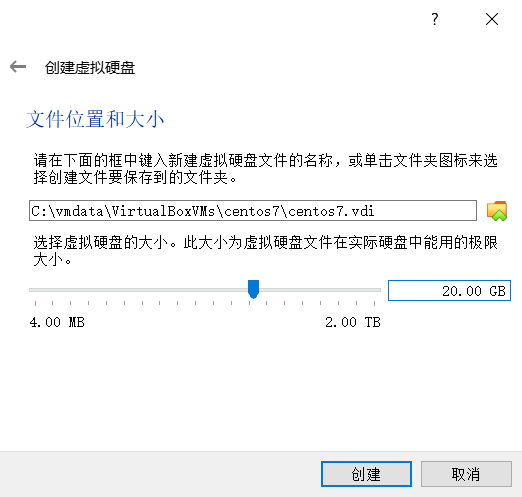 ?
创建虚拟硬盘
文件位置和大小
请在下面的框中键入新建虚拟硬盘文件的名称，或单击文件夹图标来选
择创建文件要保存到的文件夹。
C:\vmdata\VirtualBoxVMs\centos7\centos7.vdi
选择虚拟硬盘的大小。此大小为虚拟硬盘文件在实际硬盘中能用的极限
大小。
20.00 GB
4.00 MB 2.00 TB
创建 取消